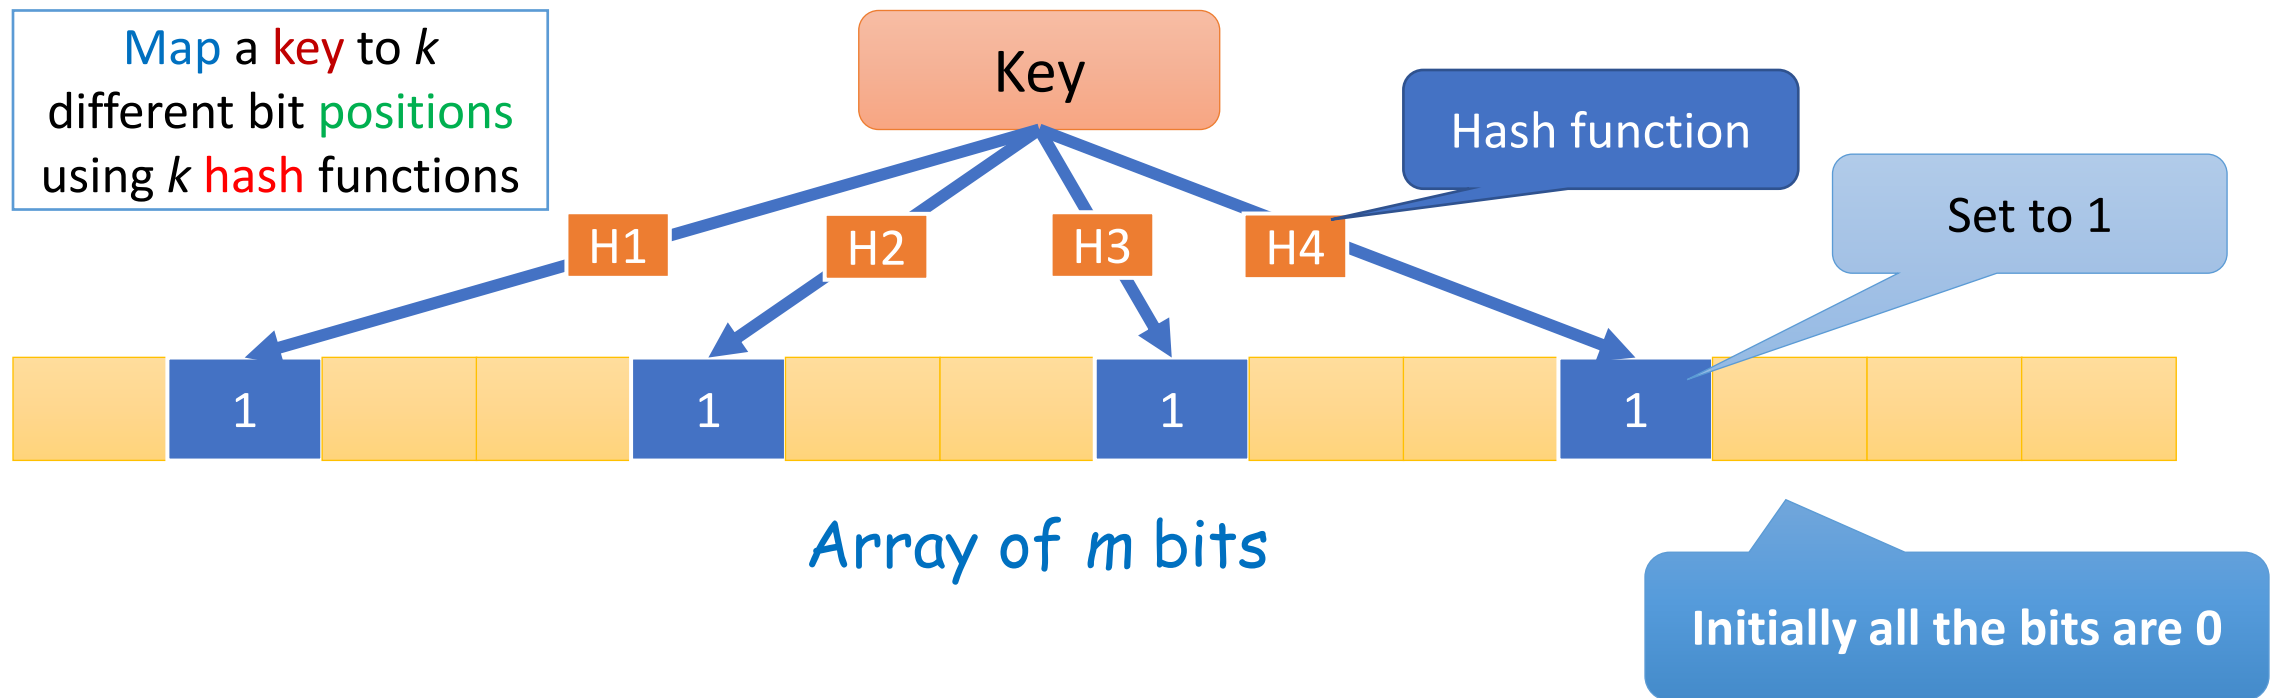 Map a key to k
different bit positions
using k hash functions
Key
Hash function
Set to 1
H1
H2
H3
H4
1
1
1
1
Array of m bits
Initially all the bits are 0